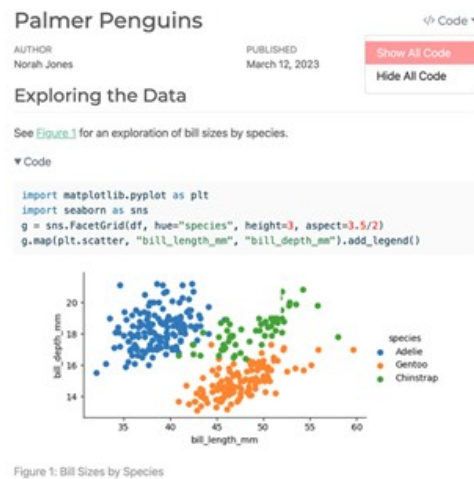 Palmer Penguins
</> Code
AUTHOR
Norah Jones
PUBLISHED
March 12, 2023
Show All Code
Hide All Code
Exploring the Data
See Figure 1 for an exploration of bill sizes by species.
Code
import matplotlib.pyplot as plt
import seaborn as sns
g = sns.FacetGrid(df, hue="species", height=3, aspect=3.5/2)
g.map(plt.scatter, "bill_length_mm", "bill_depth_mm").add_legend()
20
18
16
14
bill_depth_mm
35
40
45
50
55
60
bill_length_mm
species
Adelie
Gentoo
Chinstrap
Figure 1: Bill Sizes by Species